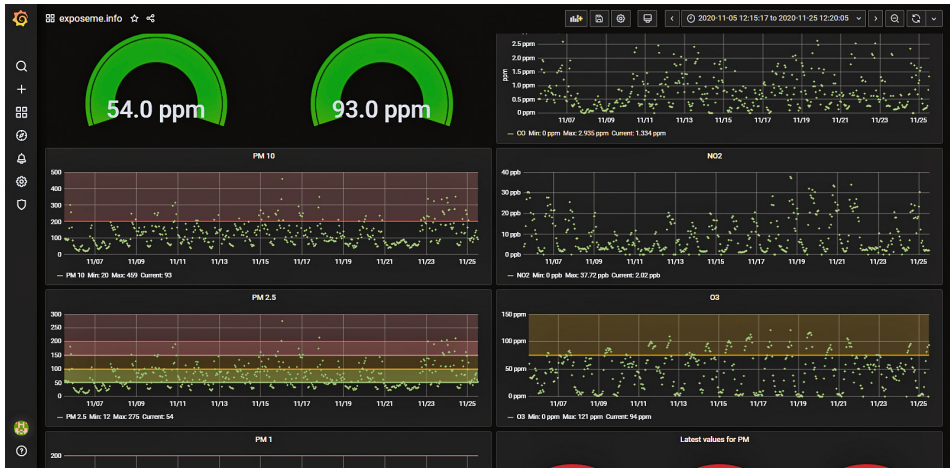 exposeme.info
2020-11-05 12:15:17 to 2020-11-25 12:20:05
54.0 ppm
93.0 ppm
ppm
2.5 ppm
2.0 ppm
1.5 ppm
1.0 ppm
0.5 ppm
0 ppm
11/07 11/09 11/11 11/13 11/15 11/17 11/19 11/21 11/23 11/25
CO Min: 0 ppm Max: 2.935 ppm Current: 1.334 ppm
PM 10
500
400
300
200
100
0
11/07 11/09 11/11 11/13 11/15 11/17 11/19 11/21 11/23 11/25
PM 10 Min: 20 Max: 459 Current: 93
NO2
40 ppb
30 ppb
20 ppb
10 ppb
0 ppb
11/07 11/09 11/11 11/13 11/15 11/17 11/19 11/21 11/23 11/25
NO2 Min: 0 ppb Max: 37.72 ppb Current: 2.02 ppb
PM 2.5
300
250
200
150
100
50
0
11/07 11/09 11/11 11/13 11/15 11/17 11/19 11/21 11/23 11/25
PM 2.5 Min: 12 Max: 275 Current: 54
O3
150 ppm
100 ppm
50 ppm
0 ppm
11/07 11/09 11/11 11/13 11/15 11/17 11/19 11/21 11/23 11/25
O3 Min: 0 ppm Max: 121 ppm Current: 94 ppm
PM 1
200
Latest values for PM